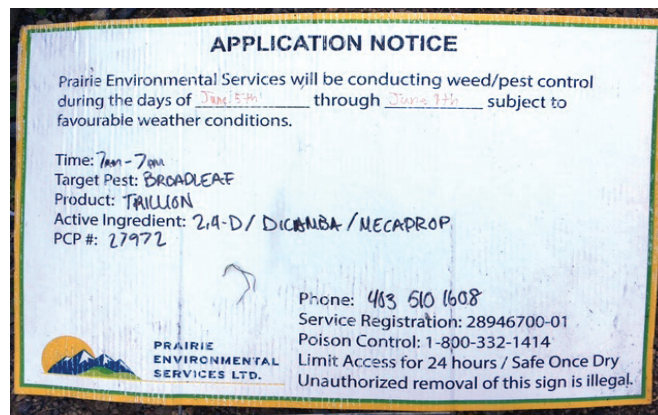 APPLICATION NOTICE
Prairie Environmental Services will be conducting weed/pest control
during the days of June 5th through June 9th subject to
favourable weather conditions.
Time: 7am - 7pm
Target Pest: BROADLEAF
Product: TRILLION
Active Ingredient: 2,4-D / DICAMBA / MECAPROP
PCP #: 27972
Phone: 403 510 1608
Service Registration: 28946700-01
Poison Control: 1-800-332-1414
Limit Access for 24 hours / Safe Once Dry
Unauthorized removal of this sign is illegal.
PRAIRIE
ENVIRONMENTAL
SERVICES LTD.